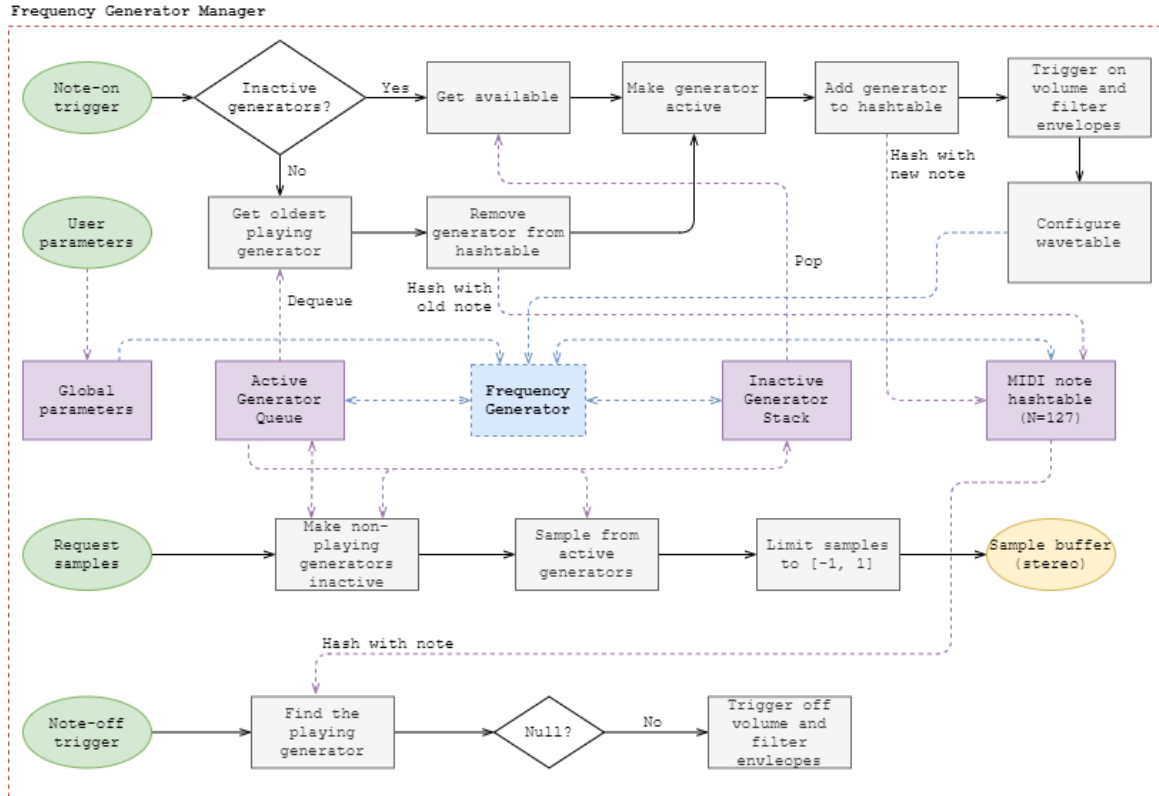 Frequency Generator Manager
Note-on
trigger
Inactive
generators?
Yes
Get available
Make generator
active
Add generator
to hashtable
Trigger on
volume and
filter
envelopes
No
Hash with
new note
User
parameters
Get oldest
playing
generator
Remove
generator from
hashtable
Configure
wavetable
Pop
Dequeue
Hash with
old note
Global
parameters
Active
Generator
Queue
Frequency
Generator
Inactive
Generator
Stack
MIDI note
hashtable
(N=127)
Request
samples
Make non-
playing
generators
inactive
Sample from
active
generators
Limit samples
to [-1, 1]
Sample buffer
(stereo)
Hash with note
Note-off
trigger
Find the
playing
generator
Null?
No
Trigger off
volume and
filter
envleopes